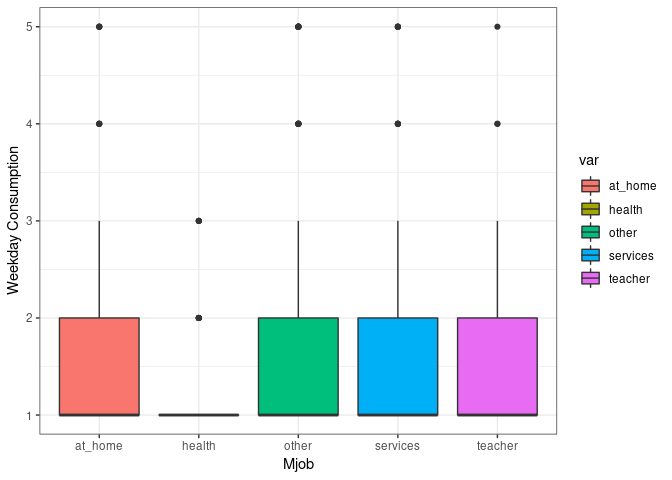 5
4
3
2
1
Weekday Consumption
at_home
health
other
services
teacher
Mjob
var
at_home
health
other
services
teacher